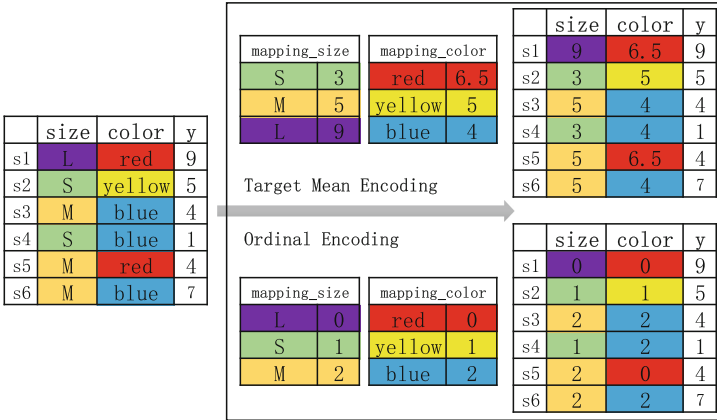 size color y
s1 L red 9
s2 S yellow 5
s3 M blue 4
s4 S blue 1
s5 M red 4
s6 M blue 7
mapping_size
S 3
M 5
L 9
mapping_color
red 6.5
yellow 5
blue 4
Target Mean Encoding
Ordinal Encoding
mapping_size
L 0
S 1
M 2
mapping_color
red 0
yellow 1
blue 2
size color y
s1 9 6.5 9
s2 3 5 5
s3 5 4 4
s4 3 4 1
s5 5 6.5 4
s6 5 4 7
size color y
s1 0 0 9
s2 1 1 5
s3 2 2 4
s4 1 2 1
s5 2 0 4
s6 2 2 7